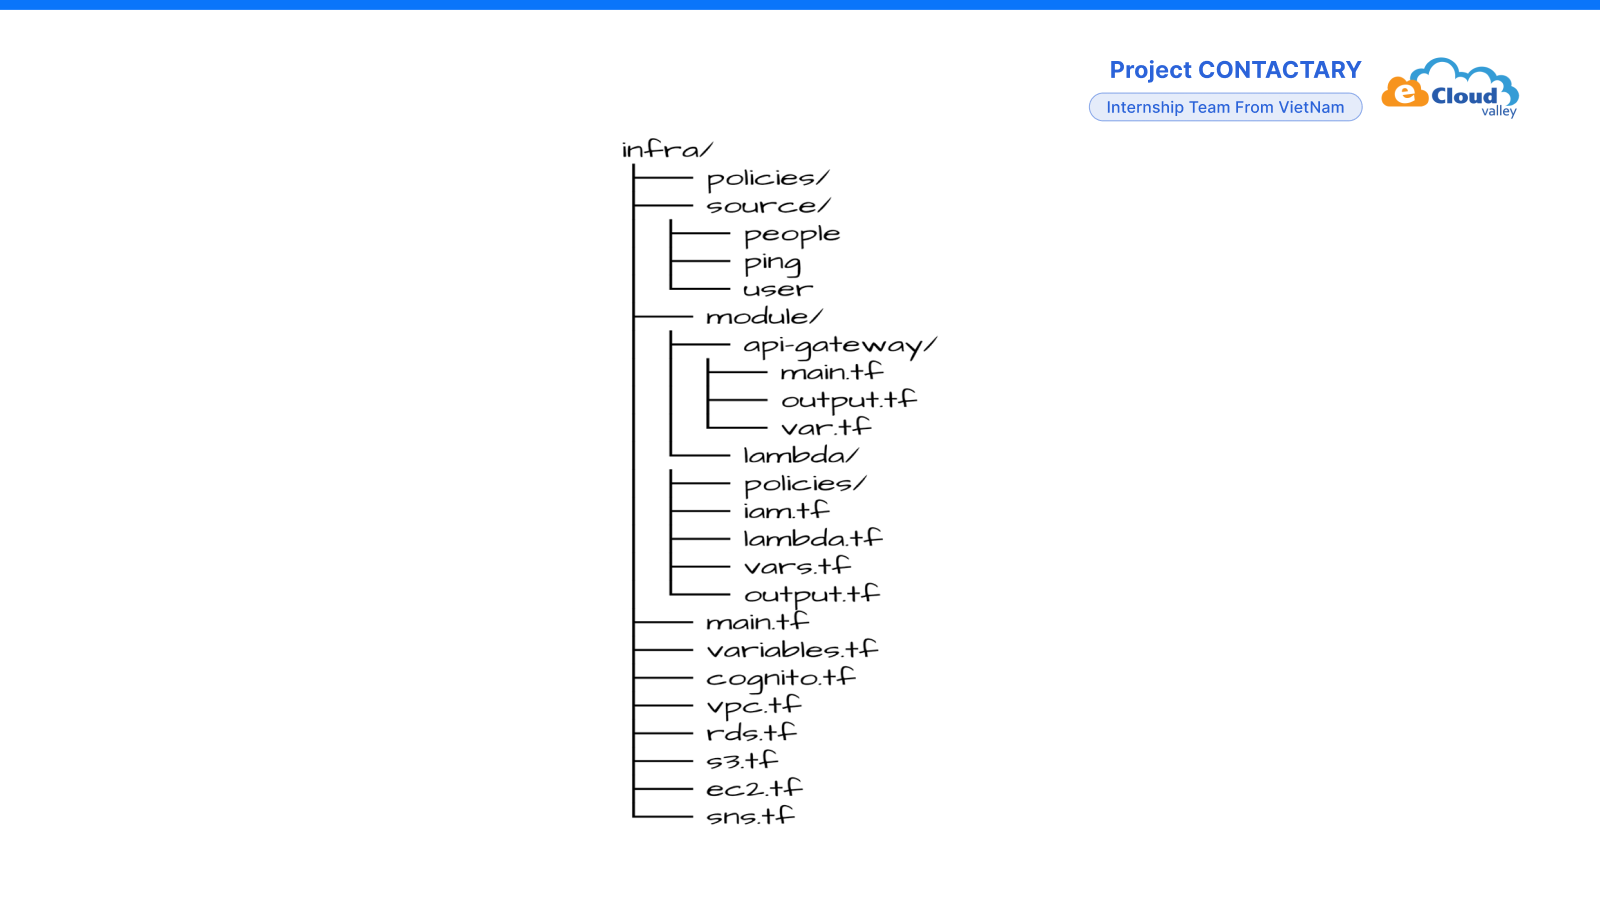 Project CONTACTARY
Internship Team From VietNam
e Cloud
valley
infra/
policies/
source/
people
ping
user
module/
api-gateway/
main.tf
output.tf
var.tf
lambda/
policies/
iam.tf
lambda.tf
vars.tf
output.tf
main.tf
variables.tf
cognito.tf
vpc.tf
rds.tf
s3.tf
ec2.tf
sns.tf